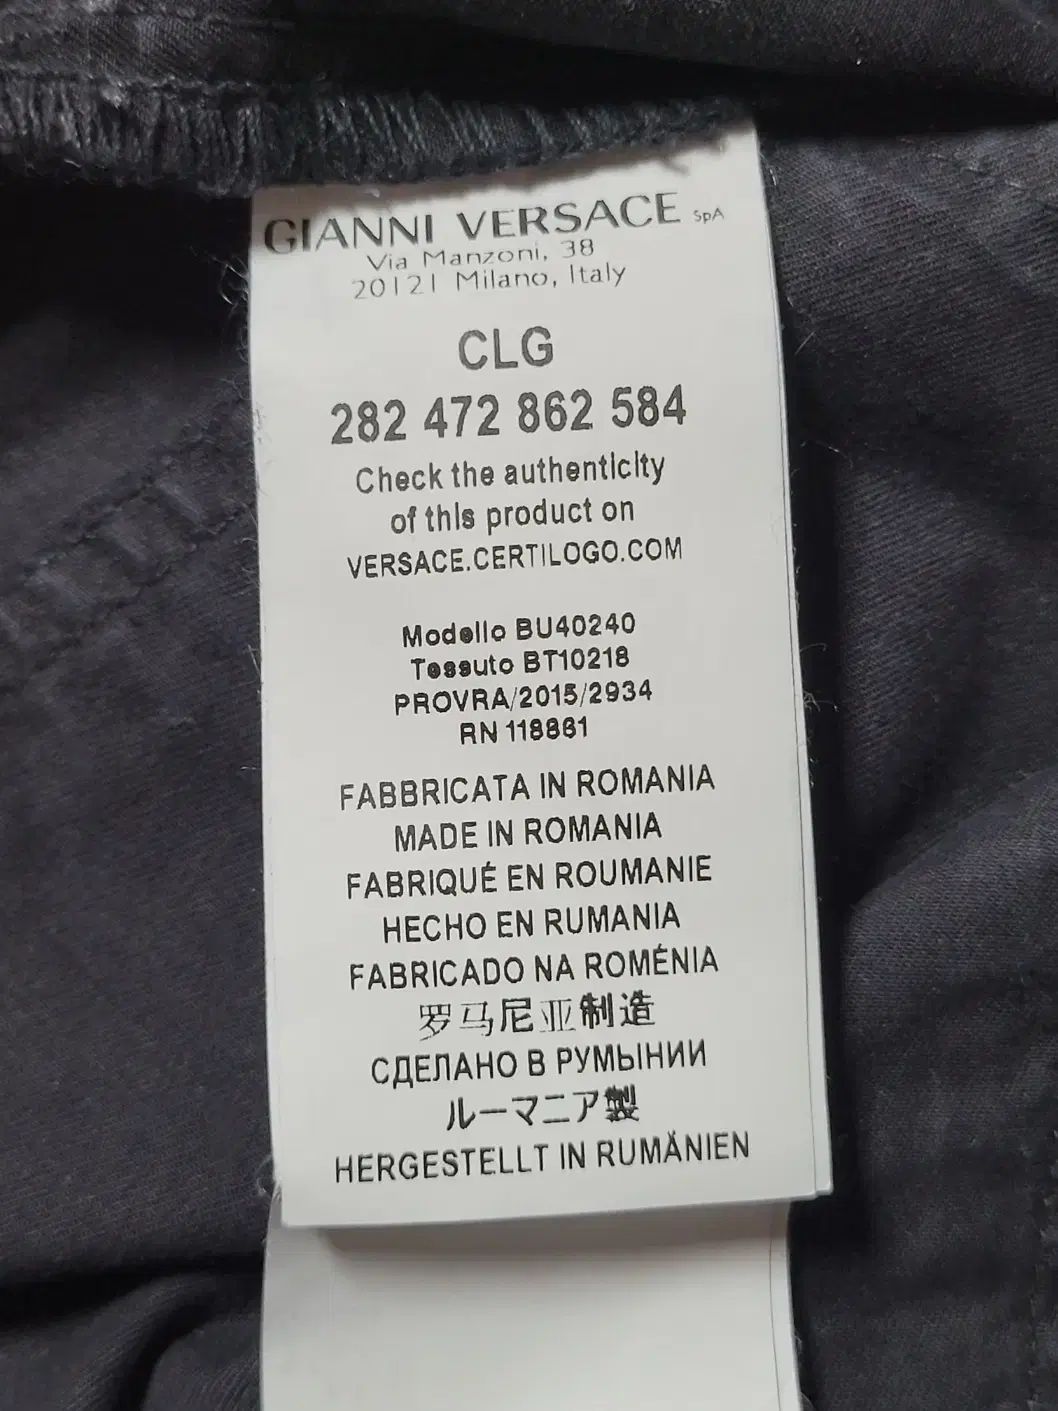 GIANNI VERSACE SpA
Via Manzoni, 38
20121 Milano, Italy
CLG
282 472 862 584
Check the authenticity
of this product on
VERSACE.CERTILOGO.COM
Modello BU40240
Tessuto BT10218
PROVRA/2015/2934
RN 118861
FABBRICATA IN ROMANIA
MADE IN ROMANIA
FABRIQUÉ EN ROUMANIE
HECHO EN RUMANIA
FABRICADO NA ROMÉNIA
罗马尼亚制造
СДЕЛАНО В РУМЫНИИ
ルーマニア製
HERGESTELLT IN RUMÄNIEN